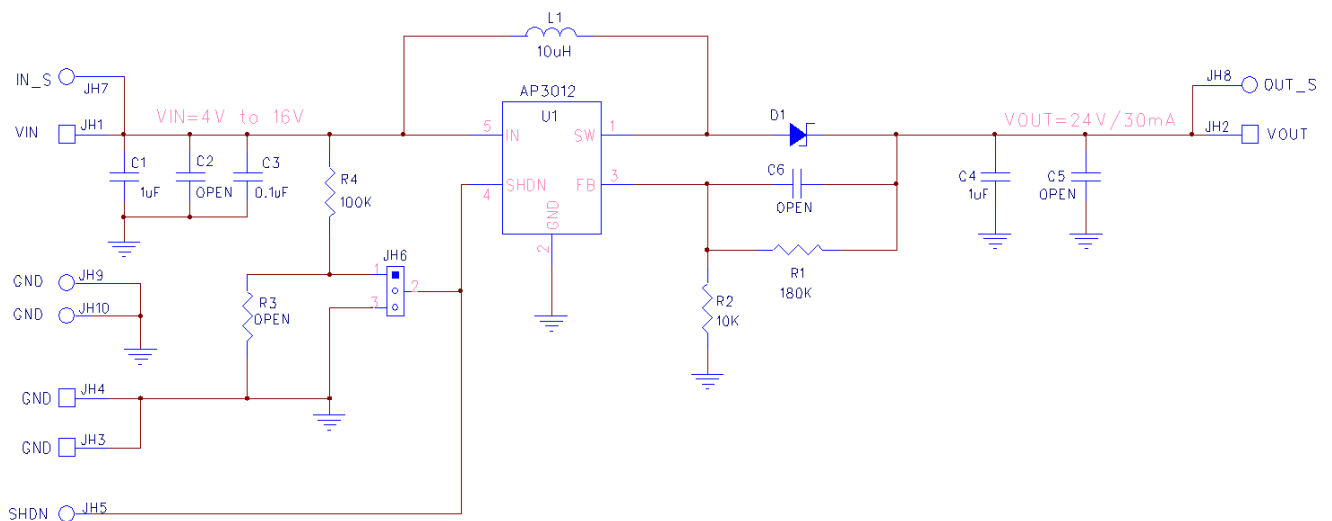 L1
10uH
IN_S
JH7
AP3012
U1
JH8
OUT_S
VIN
JH1
VIN=4V to 16V
5
IN
SW
1
D1
VOUT=24V/30mA
JH2
VOUT
C1
1uF
C2
OPEN
C3
0.1uF
R4
100K
SHDN
4
FB
3
C6
OPEN
C4
1uF
C5
OPEN
GND
2
JH6
1
2
3
R1
180K
GND
JH9
GND
JH10
R3
OPEN
R2
10K
GND
JH4
GND
JH3
SHDN
JH5